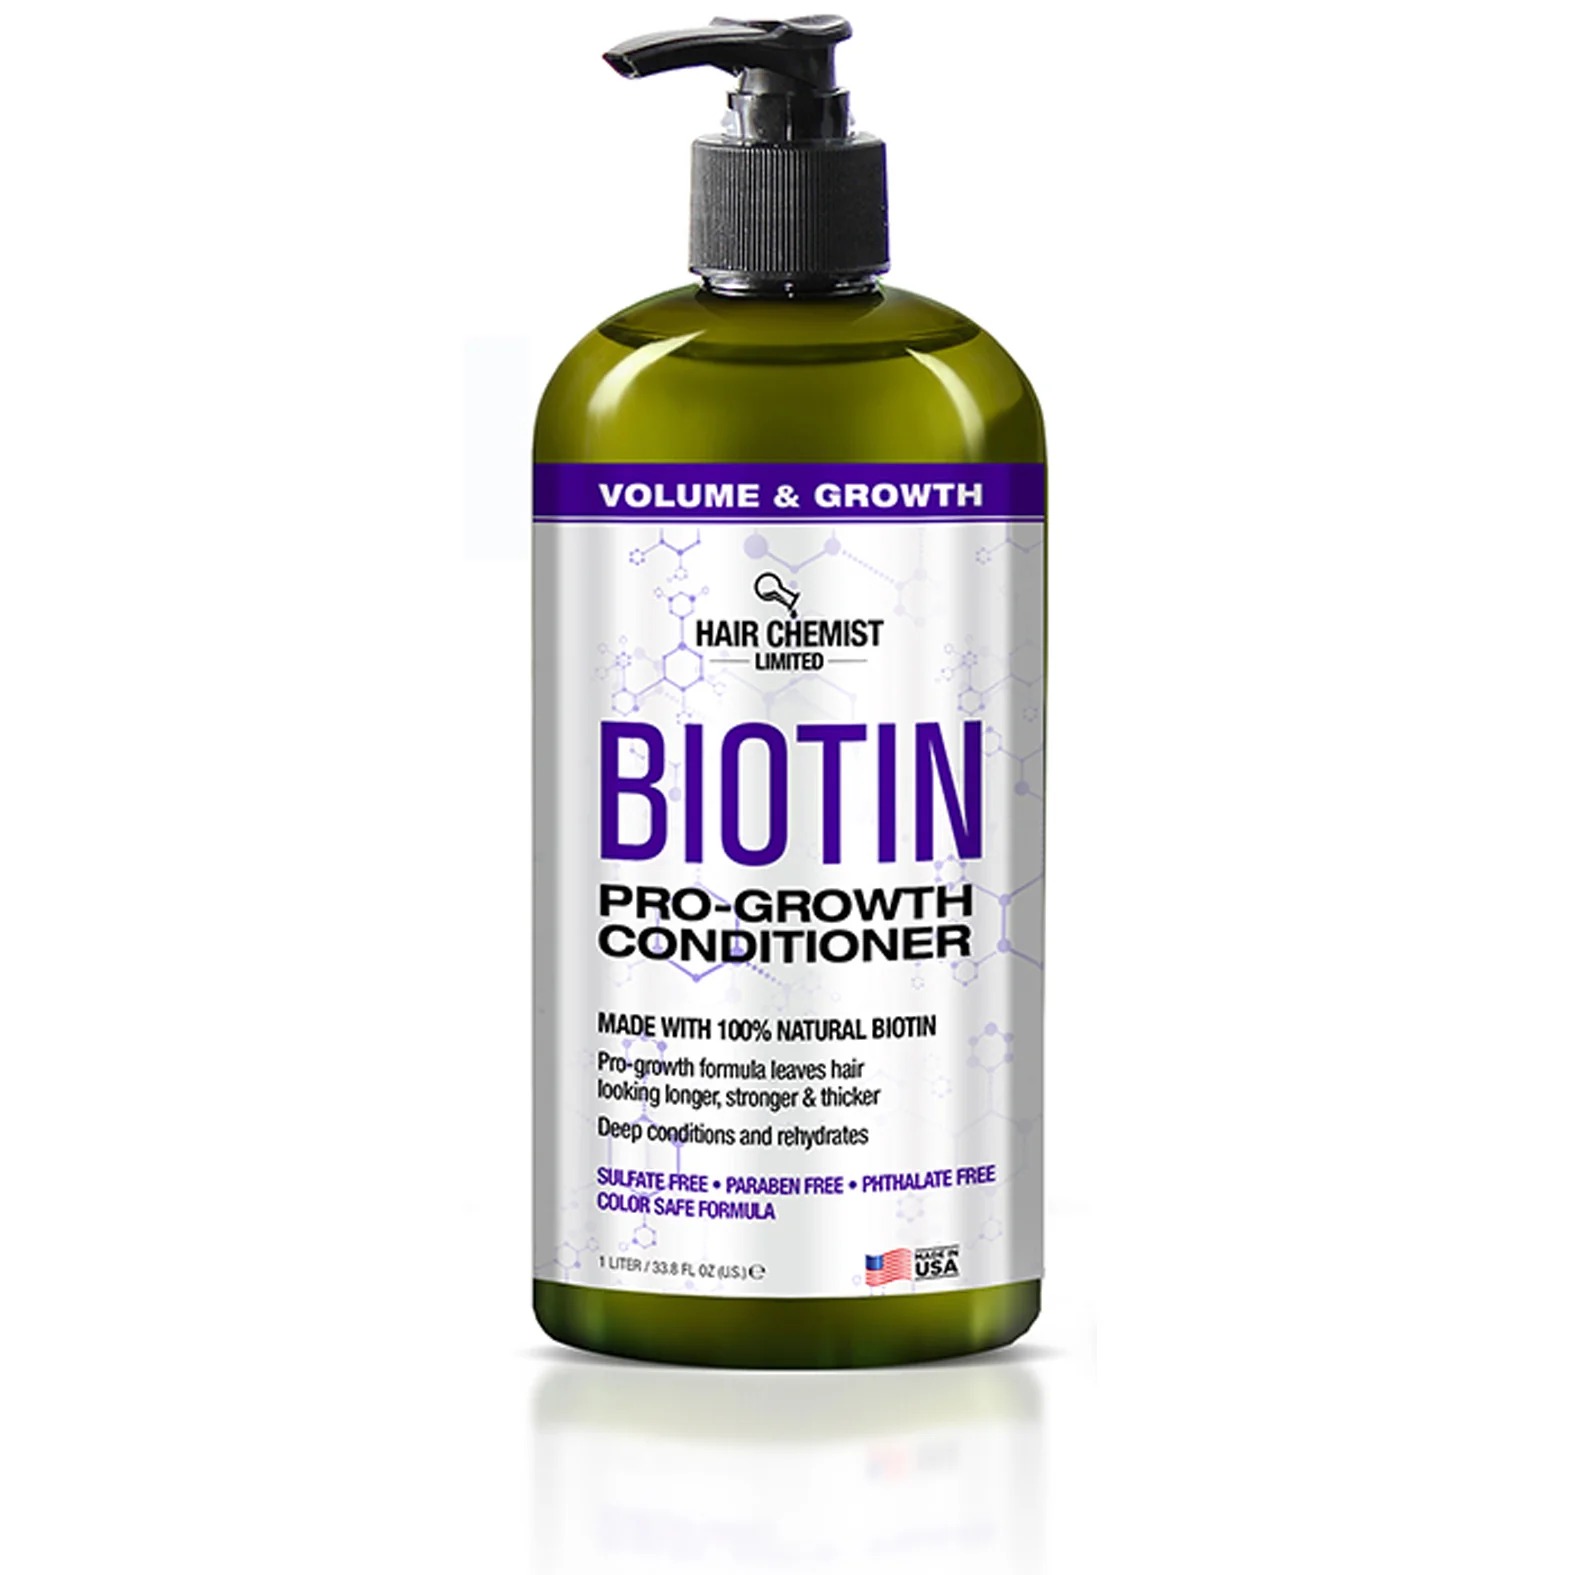 VOLUME & GROWTH
HAIR CHEMIST
LIMITED
BIOTIN
PRO-GROWTH
CONDITIONER
MADE WITH 100% NATURAL BIOTIN
Pro-growth formula leaves hair
looking longer, stronger & thicker
Deep conditions and rehydrates
SULFATE FREE • PARABEN FREE • PHTHALATE FREE
COLOR SAFE FORMULA
1 LITER / 33.8 FL OZ (U.S.) ℮
MADE IN
USA